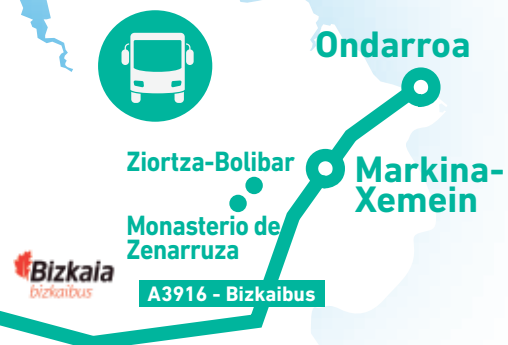 Ondarroa
Ziortza-Bolibar
Markina-
Xemein
Monasterio de
Zenarruza
Bizkaia
bizkaibus
A3916 - Bizkaibus